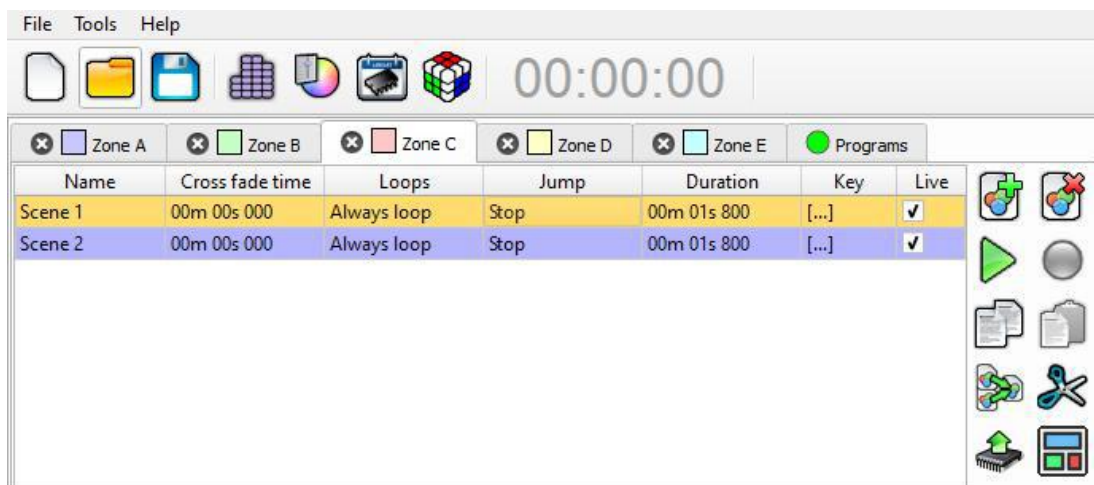 File Tools Help
00:00:00
Zone A Zone B Zone C Zone D Zone E Programs
Name Cross fade time Loops Jump Duration Key Live
Scene 1 00m 00s 000 Always loop Stop 00m 01s 800 [...]
Scene 2 00m 00s 000 Always loop Stop 00m 01s 800 [...]